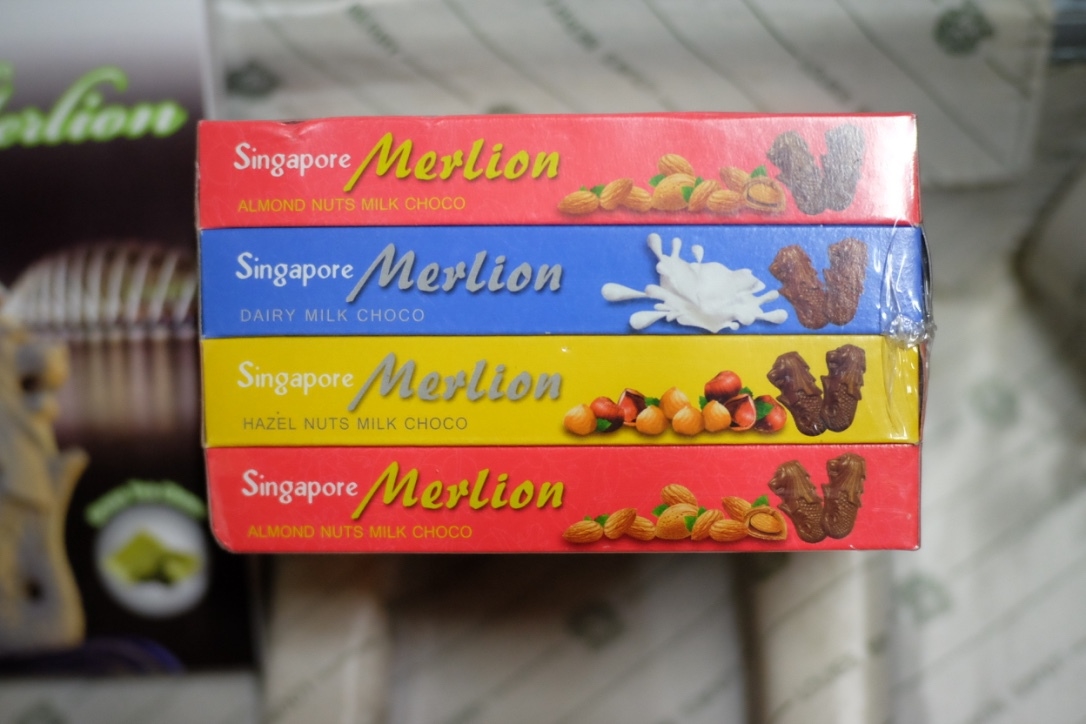 Singapore Merlion
ALMOND NUTS MILK CHOCO
Singapore Merlion
DAIRY MILK CHOCO
Singapore Merlion
HAZEL NUTS MILK CHOCO
Singapore Merlion
ALMOND NUTS MILK CHOCO